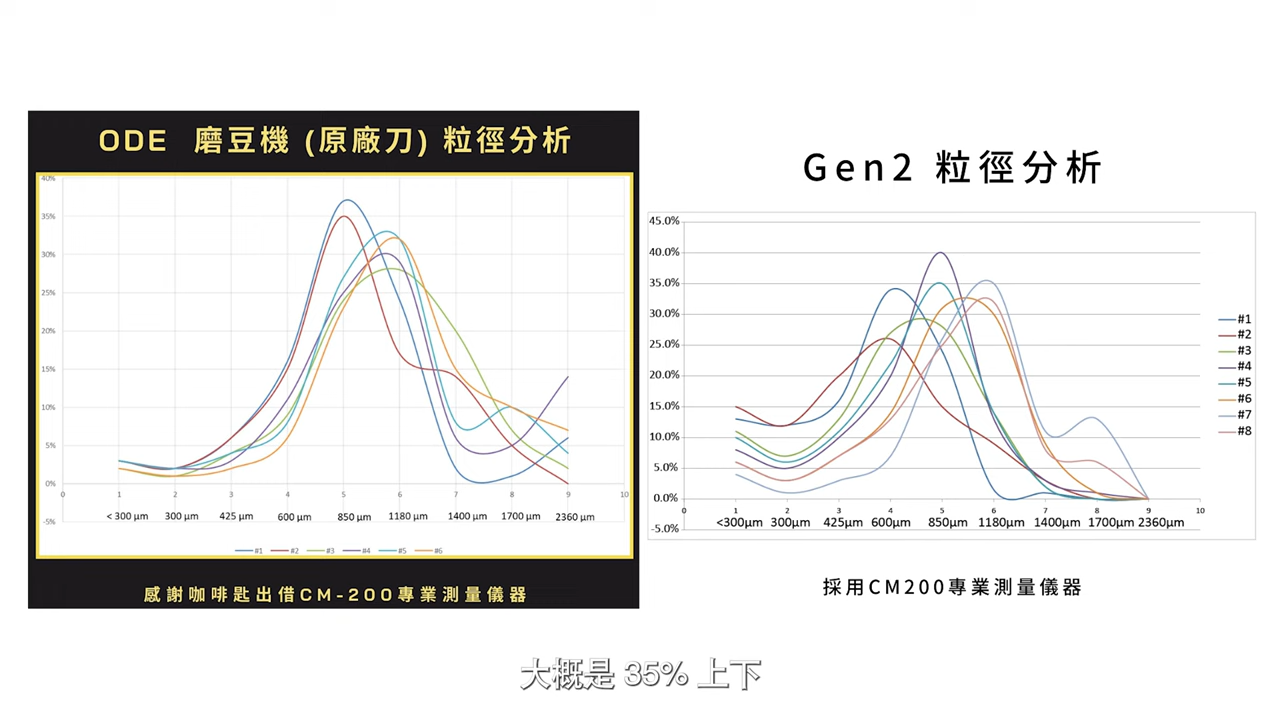 ODE 磨豆機 (原廠刀) 粒徑分析
40%
35%
30%
25%
20%
15%
10%
5%
0%
-5%
0 1 2 3 4 5 6 7 8 9 10
< 300 μm 300 μm 425 μm 600 μm 850 μm 1180 μm 1400 μm 1700 μm 2360 μm
#1 #2 #3 #4 #5 #6
感謝咖啡匙出借CM-200專業測量儀器
Gen2 粒徑分析
45.0%
40.0%
35.0%
30.0%
25.0%
20.0%
15.0%
10.0%
5.0%
0.0%
-5.0%
0 1 2 3 4 5 6 7 8 9 10
<300μm 300μm 425μm 600μm 850μm 1180μm 1400μm 1700μm 2360μm
#1
#2
#3
#4
#5
#6
#7
#8
採用CM200專業測量儀器
大概是 35% 上下